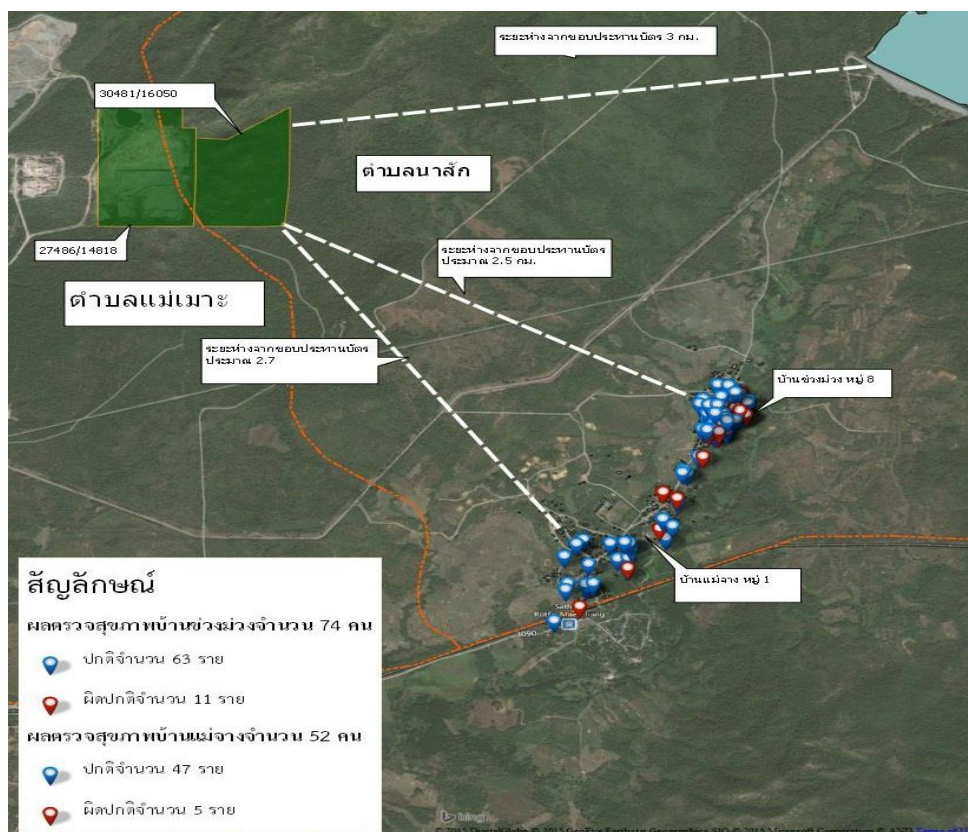 ระยะห่างจากขอบประทานบัตร 3 กม.
30481/16050
ตำบลนาสัก
27486/14818
ระยะห่างจากขอบประทานบัตร
ประมาณ 2.5 กม.
ตำบลแม่เมาะ
ระยะห่างจากขอบประทานบัตร
ประมาณ 2.7
บ้านข่วงม่วง หมู่ 8
บ้านแม่จาง หมู่ 1
1090
สัญลักษณ์
ผลตรวจสุขภาพบ้านข่วงม่วงจำนวน 74 คน
ปกติจำนวน 63 ราย
ผิดปกติจำนวน 11 ราย
ผลตรวจสุขภาพบ้านแม่จางจำนวน 52 คน
ปกติจำนวน 47 ราย
ผิดปกติจำนวน 5 ราย
bing